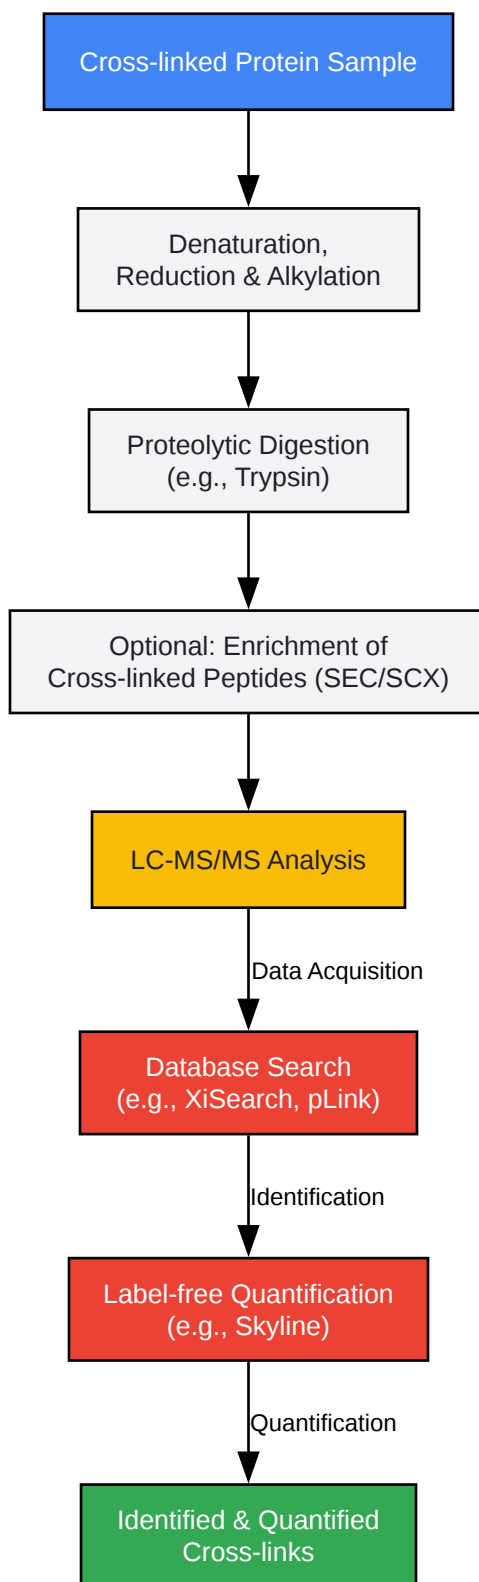 Cross-linked Protein Sample
Denaturation,
Reduction & Alkylation
Proteolytic Digestion
(e.g., Trypsin)
Optional: Enrichment of
Cross-linked Peptides (SEC/SCX)
LC-MS/MS Analysis
Data Acquisition
Database Search
(e.g., XiSearch, pLink)
Identification
Label-free Quantification
(e.g., Skyline)
Quantification
Identified & Quantified
Cross-links